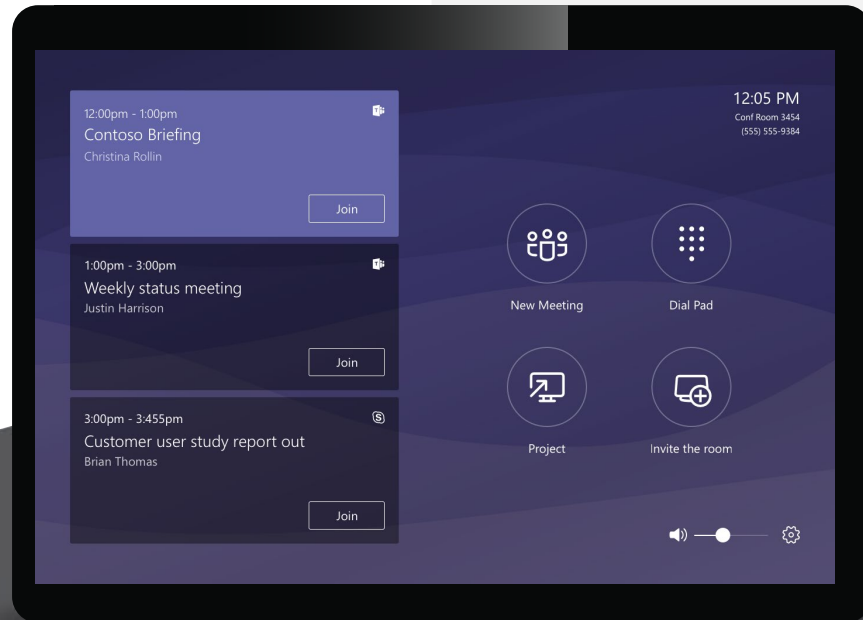 12:00pm - 1:00pm
Contoso Briefing
Christina Rollin
Join
1:00pm - 3:00pm
Weekly status meeting
Justin Harrison
Join
3:00pm - 3:455pm
Customer user study report out
Brian Thomas
Join
12:05 PM
Conf Room 3454
(555) 555-9384
New Meeting
Dial Pad
Project
Invite the room